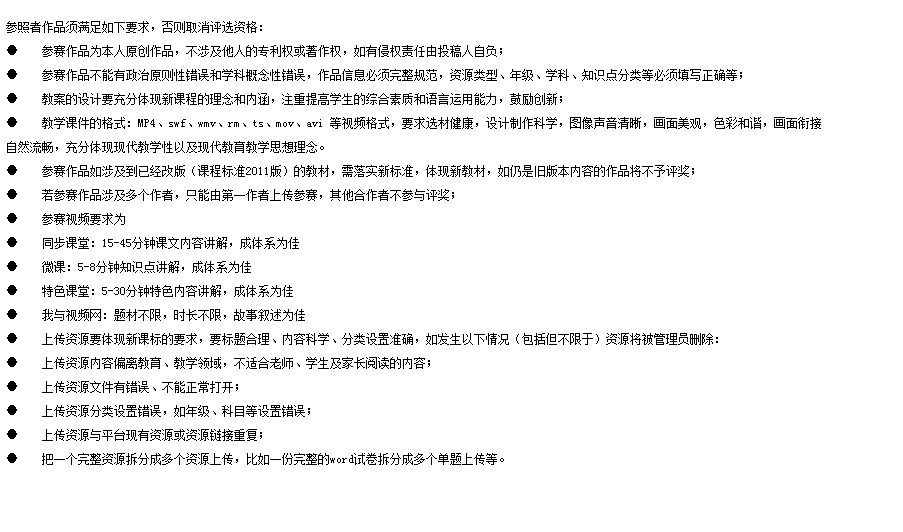 参照者作品须满足如下要求，否则取消评选资格：
● 参赛作品为本人原创作品，不涉及他人的专利权或著作权，如有侵权责任由投稿人自负；
● 参赛作品不能有政治原则性错误和学科概念性错误，作品信息必须完整规范，资源类型、年级、学科、知识点分类等必须填写正确等；
● 教案的设计要充分体现新课程的理念和内涵，注重提高学生的综合素质和语言运用能力，鼓励创新；
● 教学课件的格式：MP4、swf、wmv、rm、ts、mov、avi 等视频格式，要求选材健康，设计制作科学，图像声音清晰，画面美观，色彩和谐，画面衔接
自然流畅，充分体现现代教学性以及现代教育教学思想理念。
● 参赛作品如涉及到已经改版（课程标准2011版）的教材，需落实新标准，体现新教材，如仍是旧版本内容的作品将不予评奖；
● 若参赛作品涉及多个作者，只能由第一作者上传参赛，其他合作者不参与评奖；
● 参赛视频要求为
● 同步课堂：15-45分钟课文内容讲解，成体系为佳
● 微课：5-8分钟知识点讲解，成体系为佳
● 特色课堂：5-30分钟特色内容讲解，成体系为佳
● 我与视频网：题材不限，时长不限，故事叙述为佳
● 上传资源要体现新课标的要求，要标题合理、内容科学、分类设置准确，如发生以下情况（包括但不限于）资源将被管理员删除：
● 上传资源内容偏离教育、教学领域，不适合老师、学生及家长阅读的内容；
● 上传资源文件有错误、不能正常打开；
● 上传资源分类设置错误，如年级、科目等设置错误；
● 上传资源与平台现有资源或资源链接重复；
● 把一个完整资源拆分成多个资源上传，比如一份完整的word试卷拆分成多个单题上传等。